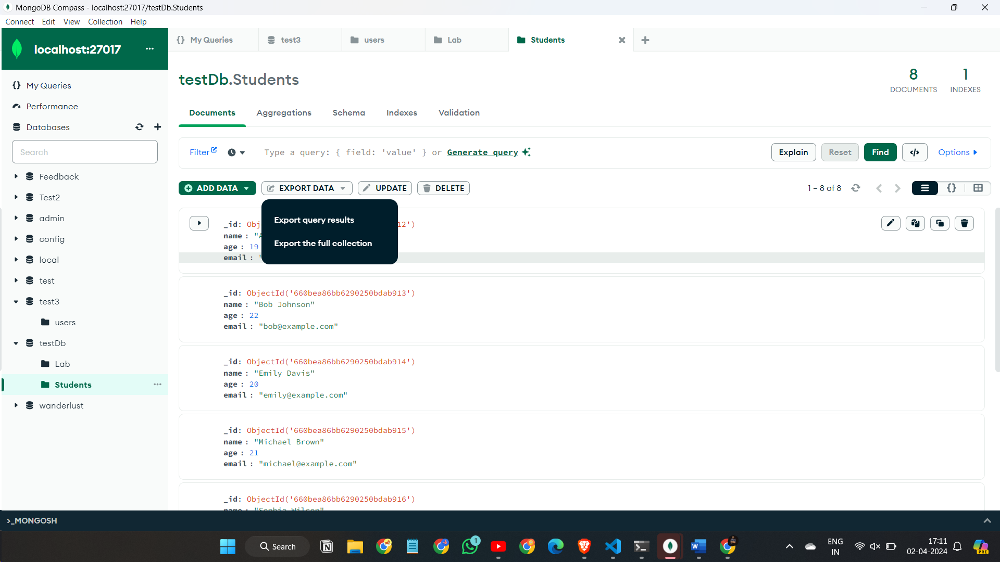 MongoDB Compass - localhost:27017/testDb.Students
Connect Edit View Collection Help
localhost:27017 ...
{} My Queries
test3
users
Lab
Students
testDb.Students
8
DOCUMENTS
1
INDEXES
{} My Queries
Performance
Databases
Search
Feedback
Test2
admin
config
local
test
test3
users
testDb
Lab
Students ...
wanderlust
Documents Aggregations Schema Indexes Validation
Filter Type a query: { field: 'value' } or Generate query Explain Reset Find </> Options
ADD DATA EXPORT DATA UPDATE DELETE 1 – 8 of 8 {}
Export query results
Export the full collection
_id: Obj 12')
name : "A
age : 19
email : "
_id: ObjectId('660bea86bb6290250bdab913')
name : "Bob Johnson"
age : 22
email : "bob@example.com"
_id: ObjectId('660bea86bb6290250bdab914')
name : "Emily Davis"
age : 20
email : "emily@example.com"
_id: ObjectId('660bea86bb6290250bdab915')
name : "Michael Brown"
age : 21
email : "michael@example.com"
_id: ObjectId('660bea86bb6290250bdab916')
name : "Sophia Wilson"
>_MONGOSH
Search
1
ENG
IN
17:11
02-04-2024
PRE